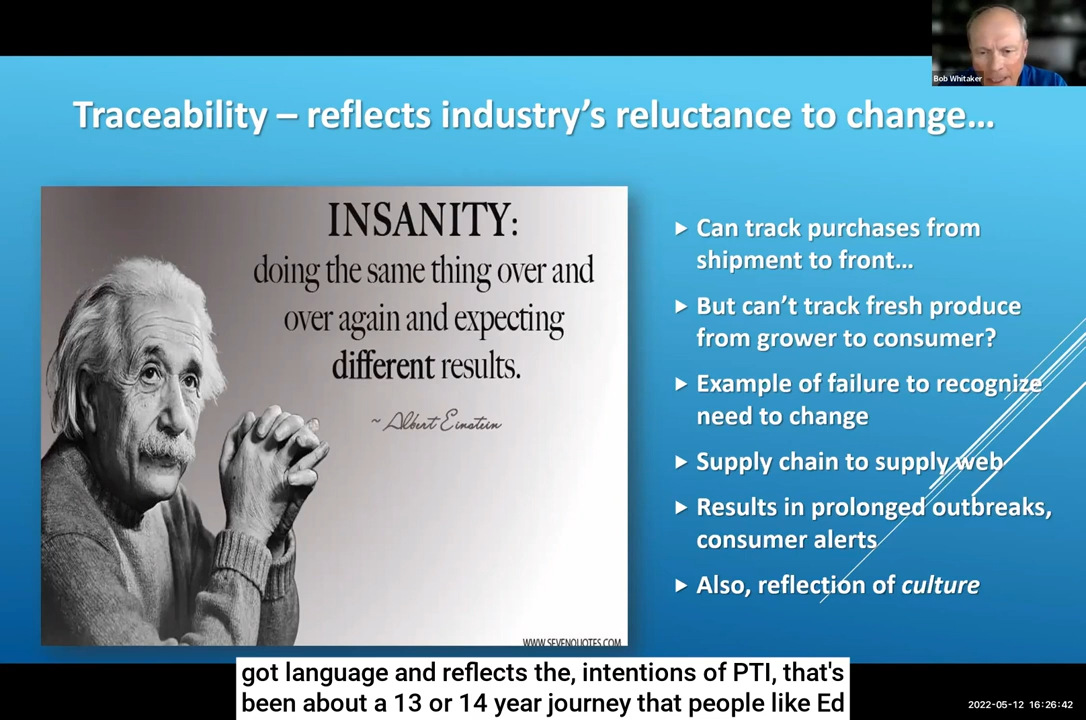 Bob Whitaker
Traceability – reflects industry’s reluctance to change…
INSANITY:
doing the same thing over and
over again and expecting
different results.
~ Albert Einstein
WWW.SEVENQUOTES.COM
Can track purchases from
shipment to front…
But can’t track fresh produce
from grower to consumer?
Example of failure to recognize
need to change
Supply chain to supply web
Results in prolonged outbreaks,
consumer alerts
Also, reflection of culture
got language and reflects the, intentions of PTI, that's
been about a 13 or 14 year journey that people like Ed
2022-05-12 16:26:42